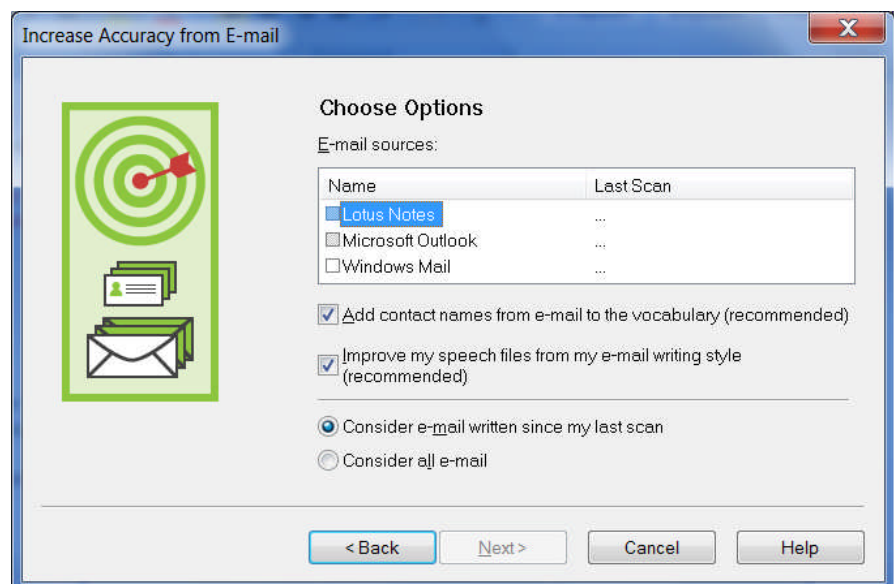 Increase Accuracy from E-mail
X
Choose Options
E-mail sources:
Name Last Scan
Lotus Notes ...
Microsoft Outlook ...
Windows Mail ...
Add contact names from e-mail to the vocabulary (recommended)
Improve my speech files from my e-mail writing style
(recommended)
Consider e-mail written since my last scan
Consider all e-mail
< Back Next > Cancel Help